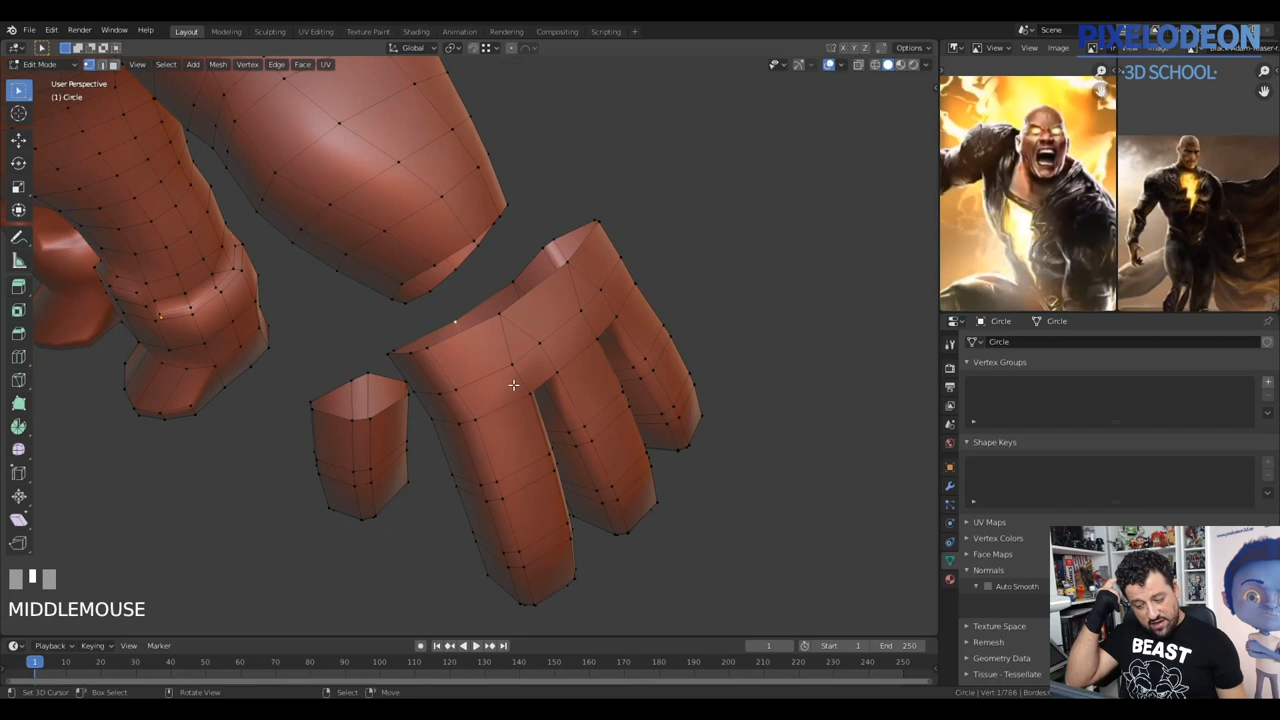 File Edit Render Window Help Layout Modeling Sculpting UV Editing Texture Paint Shading Animation Rendering Compositing Scripting + Scene
PIXELODEON
·3D SCHOOL·
Global X Y Z Options View Image
Edit Mode View Select Add Mesh Vertex Edge Face UV
User Perspective
(1) Circle
Circle Circle
Circle
Vertex Groups
Shape Keys
UV Maps
Vertex Colors
Face Maps
Normals
Auto Smooth
Texture Space
Remesh
Geometry Data
Tissue - Tessellate
MIDDLEMOUSE
BEAST
Playback Keying View Marker 1 Start 1 End 250
1 10 20 30 40 50 60 70 80 90 100 110 120 130 140 150 160 170 180 190 200 210 220 230 240 250
Set 3D Cursor Box Select Rotate View Select Move Circle | Vért:1/786 | Bordes: